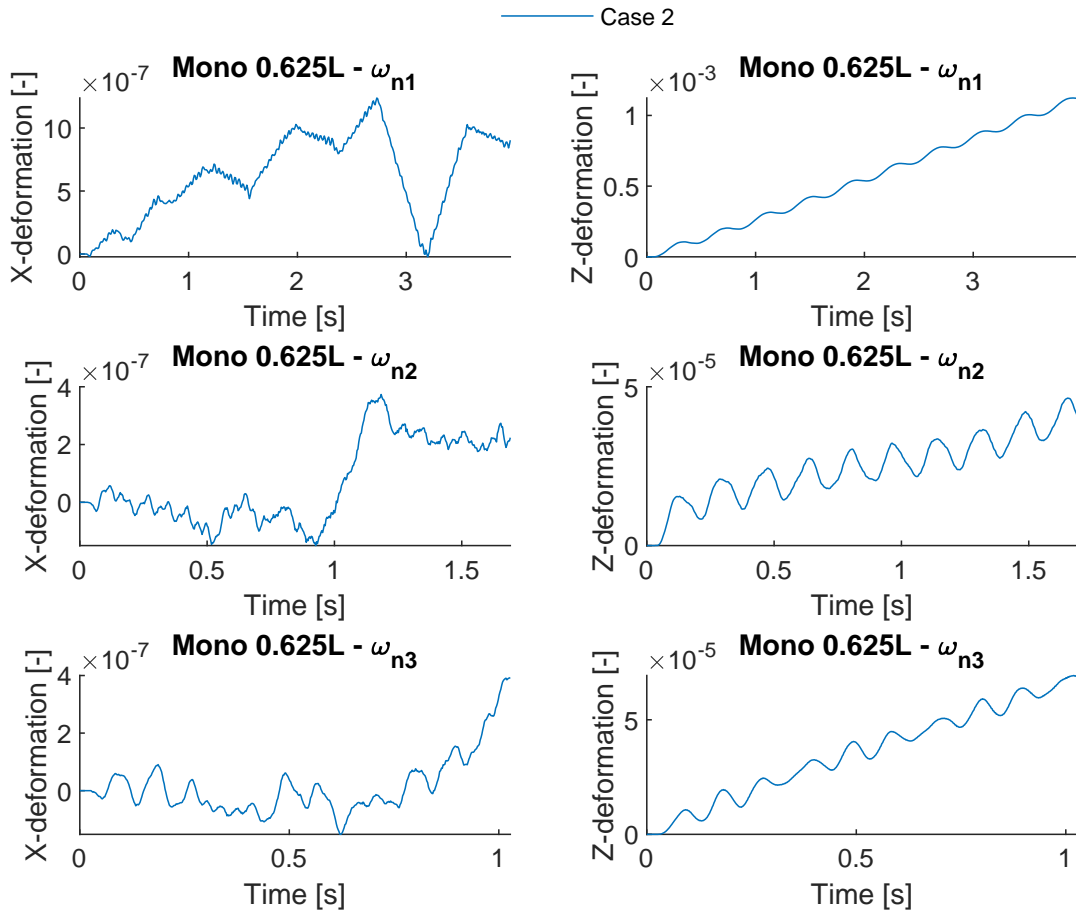 Case 2
Mono 0.625L - ωn1
×10-7
X-deformation [-]
10
5
0
0 1 2 3
Time [s]
Mono 0.625L - ωn1
×10-3
Z-deformation [-]
1
0.5
0
0 1 2 3
Time [s]
Mono 0.625L - ωn2
×10-7
X-deformation [-]
4
2
0
0 0.5 1 1.5
Time [s]
Mono 0.625L - ωn2
×10-5
Z-deformation [-]
5
0
0 0.5 1 1.5
Time [s]
Mono 0.625L - ωn3
×10-7
X-deformation [-]
4
2
0
0 0.5 1
Time [s]
Mono 0.625L - ωn3
×10-5
Z-deformation [-]
5
0
0 0.5 1
Time [s]